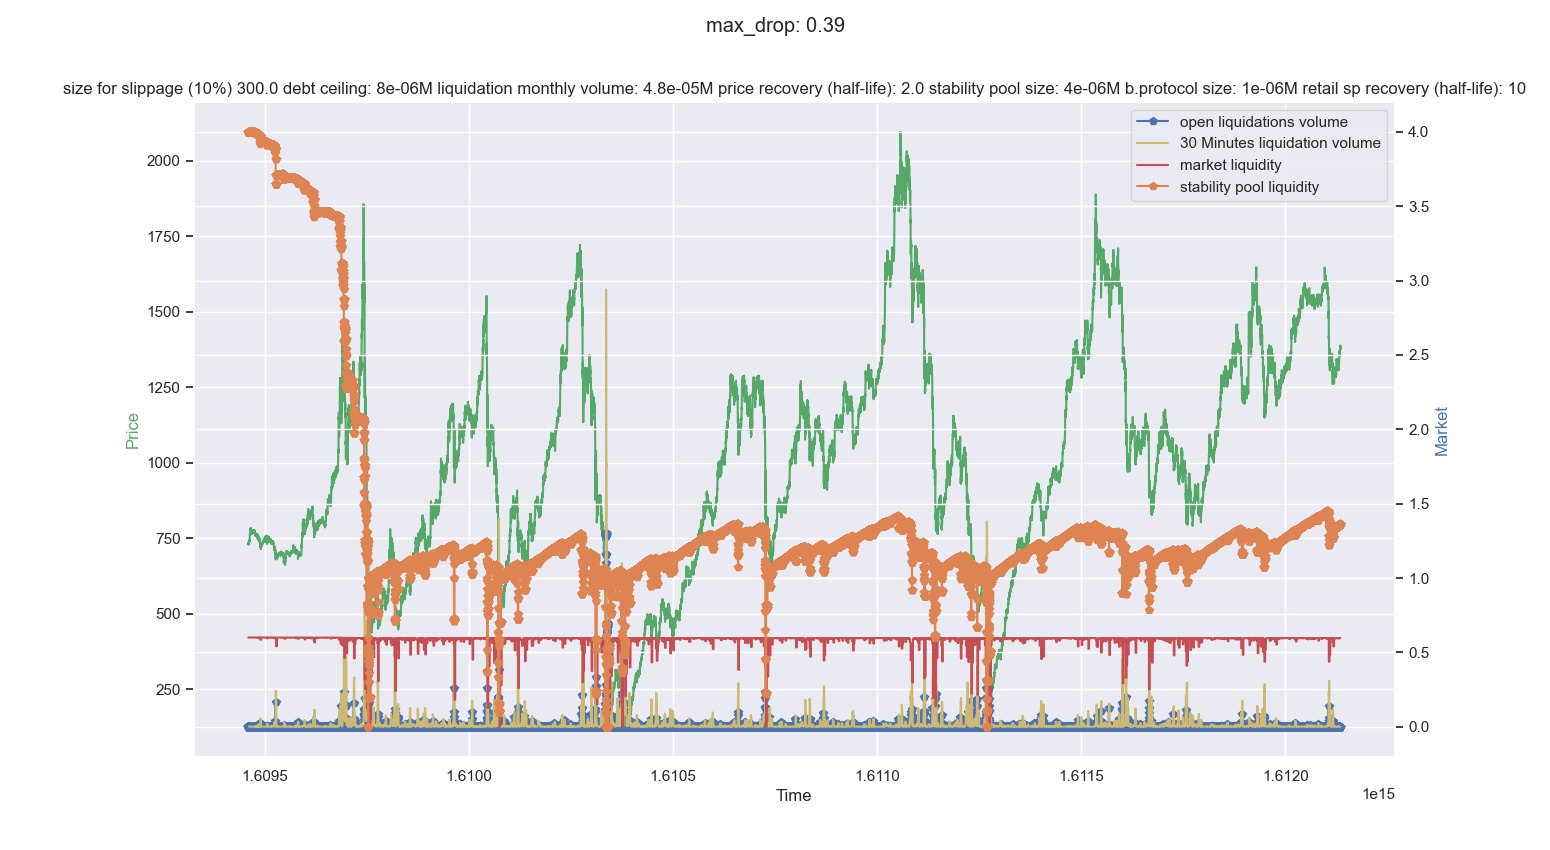 max_drop: 0.39
size for slippage (10%) 300.0 debt ceiling: 8e-06M liquidation monthly volume: 4.8e-05M price recovery (half-life): 2.0 stability pool size: 4e-06M b.protocol size: 1e-06M retail sp recovery (half-life): 10
open liquidations volume
30 Minutes liquidation volume
market liquidity
stability pool liquidity
2000
1750
1500
1250
1000
750
500
250
Price
4.0
3.5
3.0
2.5
2.0
1.5
1.0
0.5
0.0
Market
1.6095 1.6100 1.6105 1.6110 1.6115 1.6120
1e15
Time